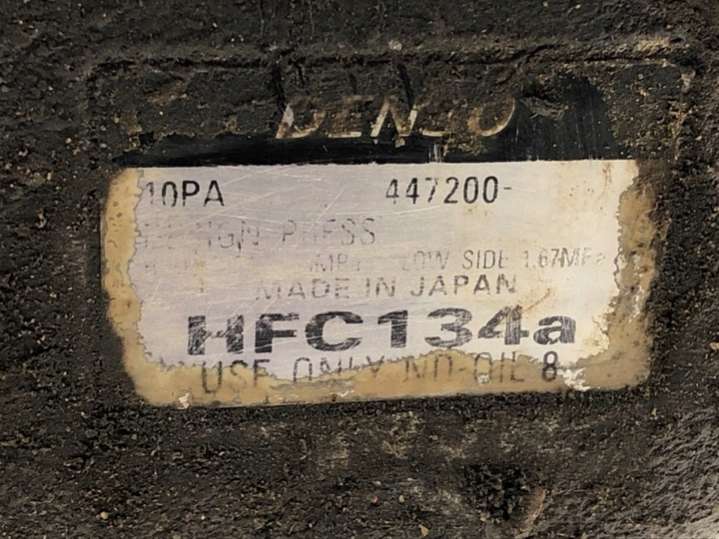 DENSO
10PA 447200-
DESIGN PRESS
LOW SIDE 1.67MPa
MADE IN JAPAN
HFC134a
USE ONLY ND-OIL 8